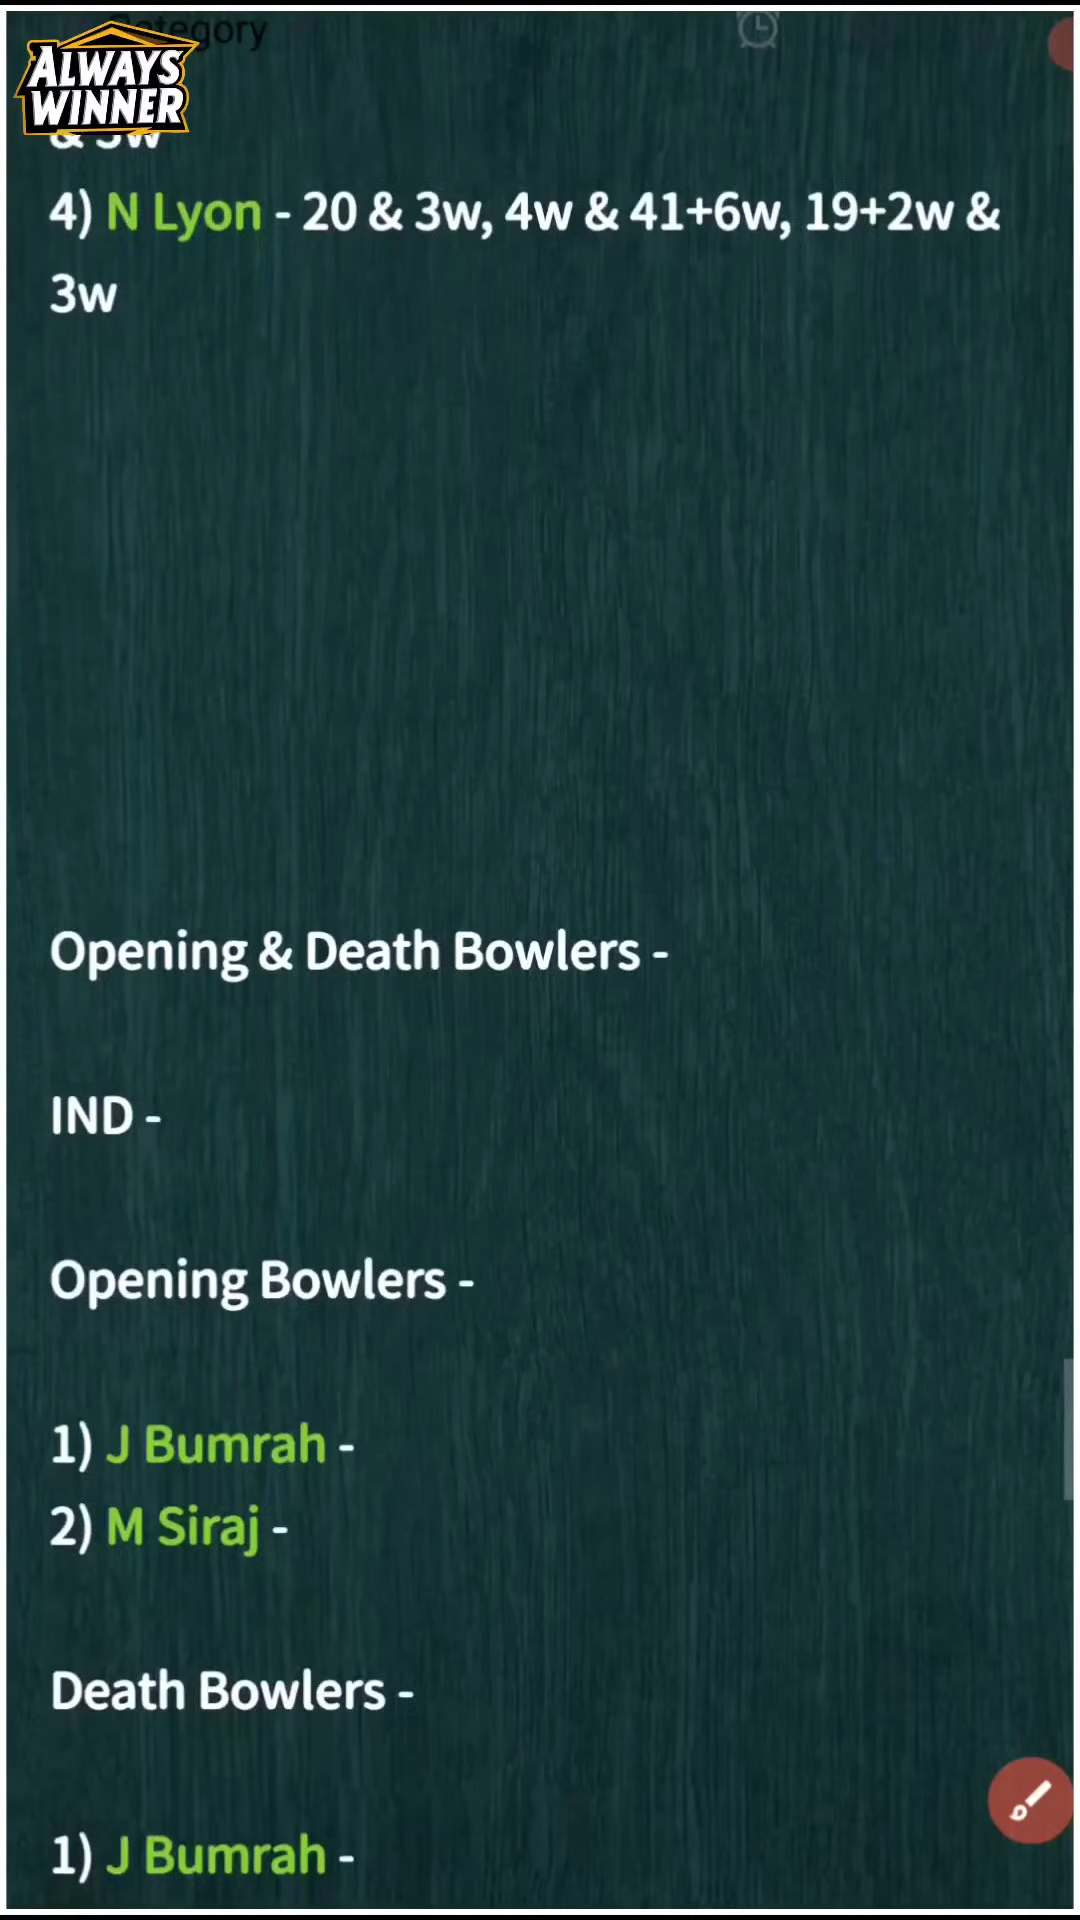 Category
ALWAYS
WINNER
4) N Lyon - 20 & 3w, 4w & 41+6w, 19+2w &
3w
Opening & Death Bowlers -
IND -
Opening Bowlers -
1) J Bumrah -
2) M Siraj -
Death Bowlers -
1) J Bumrah -